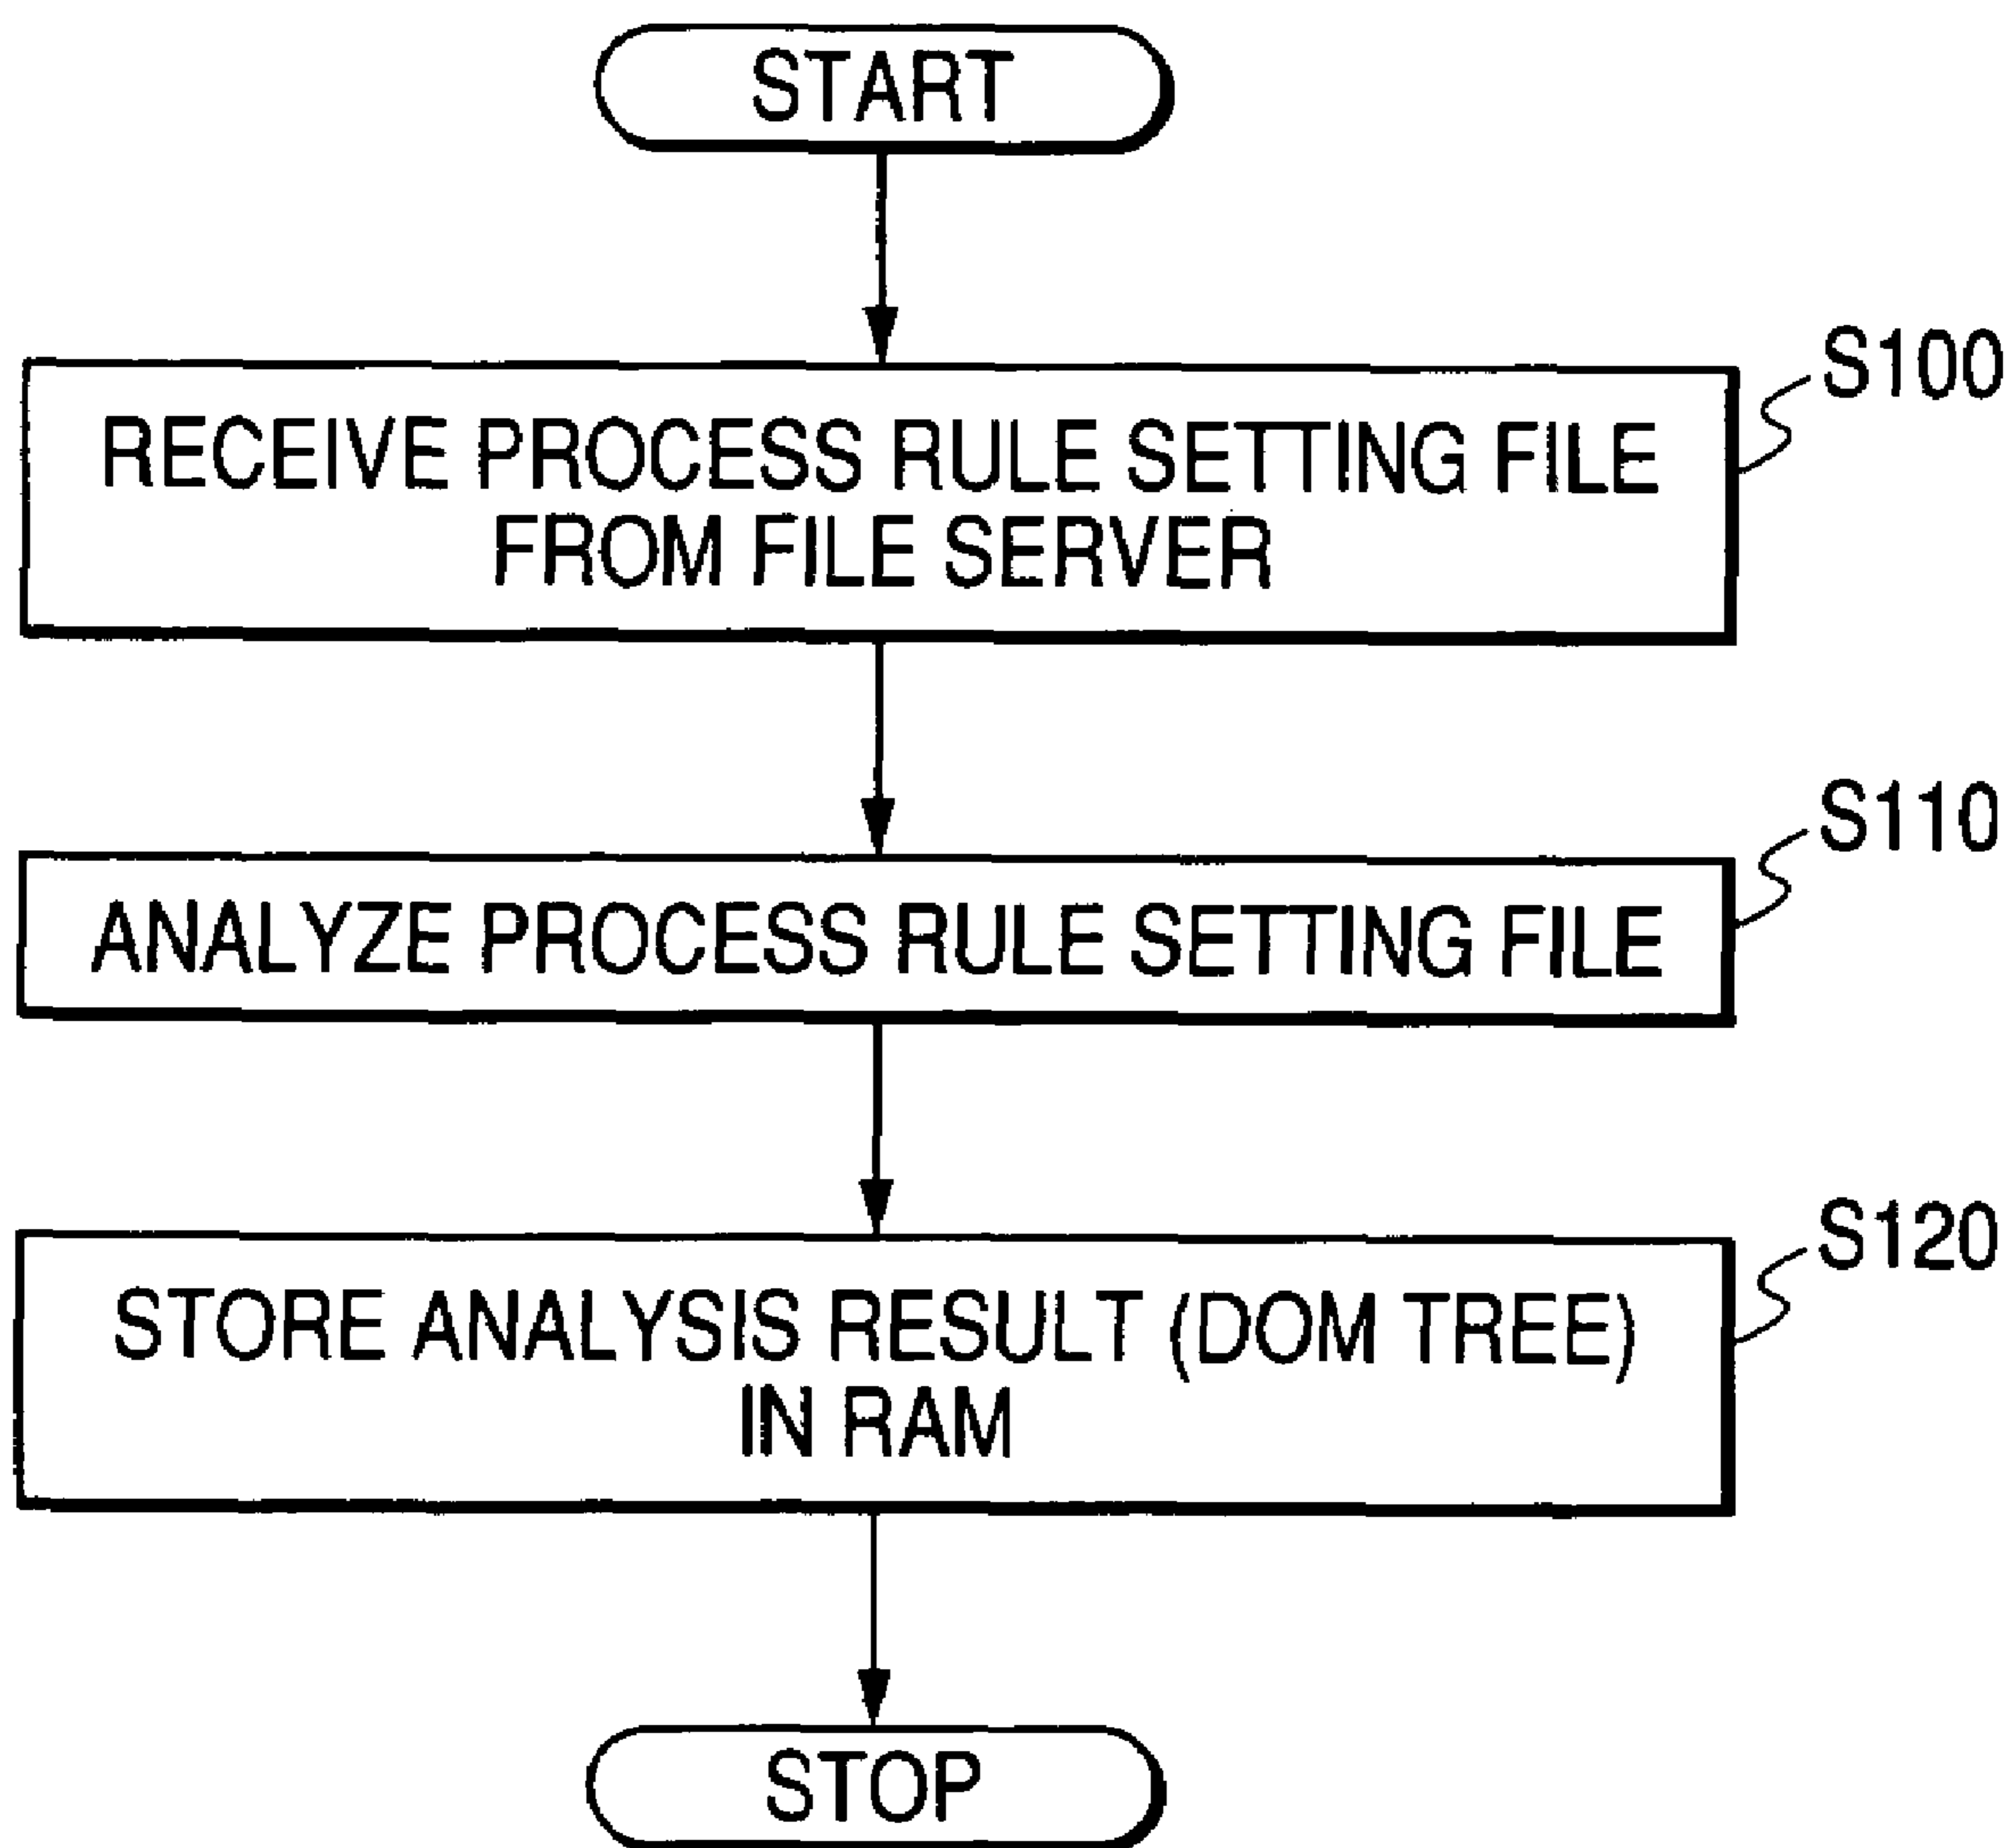 START
S100
RECEIVE PROCESS RULE SETTING FILE
FROM FILE SERVER
S110
ANALYZE PROCESS RULE SETTING FILE
S120
STORE ANALYSIS RESULT (DOM TREE)
IN RAM
STOP